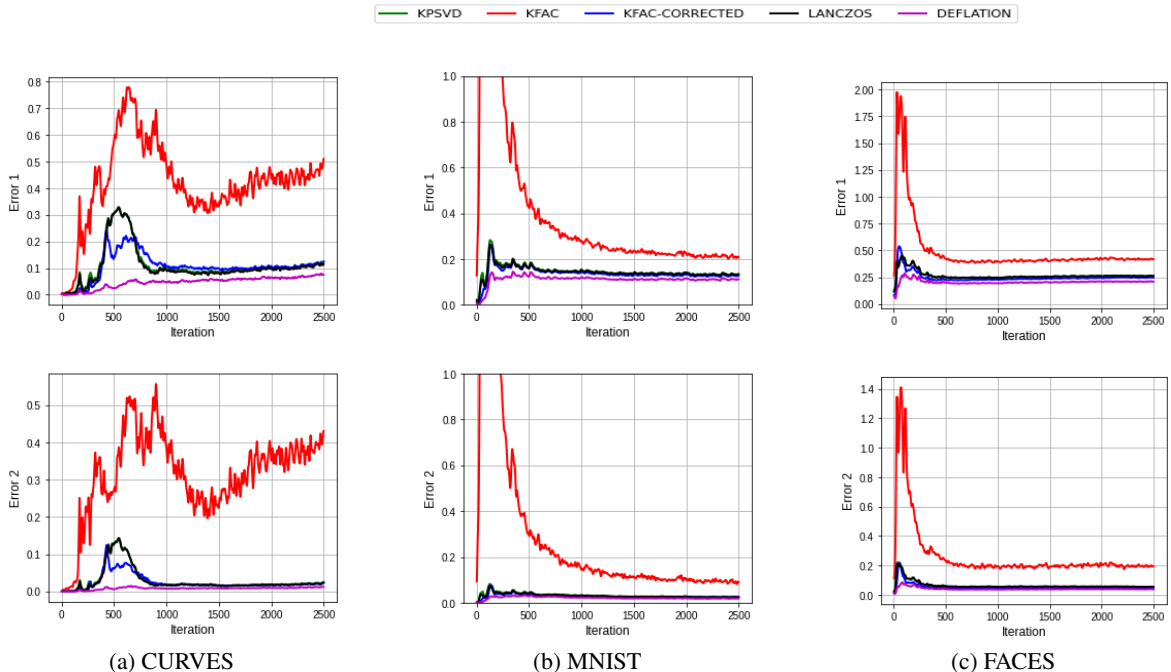 KPSVD KFAC KFAC-CORRECTED LANCZOS DEFLATION
0.8
0.7
0.6
0.5
0.4
0.3
0.2
0.1
0.0
Error 1
0 500 1000 1500 2000 2500
Iteration
1.0
0.8
0.6
0.4
0.2
0.0
Error 1
0 500 1000 1500 2000 2500
Iteration
2.00
1.75
1.50
1.25
1.00
0.75
0.50
0.25
0.00
Error 1
0 500 1000 1500 2000 2500
Iteration
0.5
0.4
0.3
0.2
0.1
0.0
Error 2
0 500 1000 1500 2000 2500
Iteration
1.0
0.8
0.6
0.4
0.2
0.0
Error 2
0 500 1000 1500 2000 2500
Iteration
1.4
1.2
1.0
0.8
0.6
0.4
0.2
0.0
Error 2
0 500 1000 1500 2000 2500
Iteration
(a) CURVES
(b) MNIST
(c) FACES